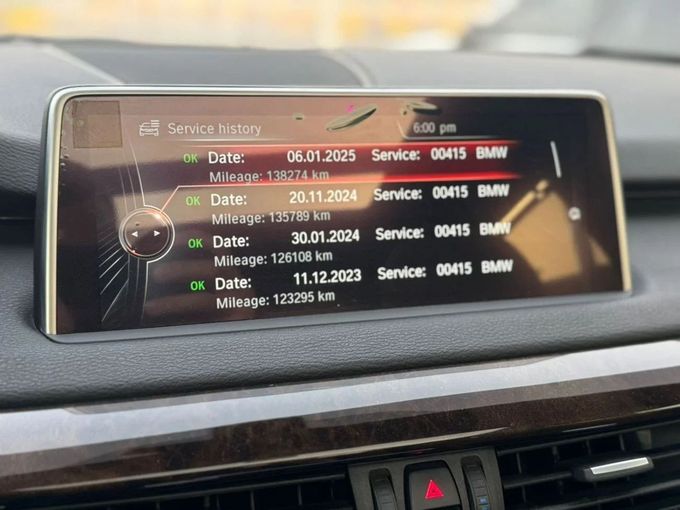 Service history
6:00 pm
OK Date: 06.01.2025 Service: 00415 BMW
Mileage: 138274 km
OK Date: 20.11.2024 Service: 00415 BMW
Mileage: 135789 km
OK Date: 30.01.2024 Service: 00415 BMW
Mileage: 126108 km
OK Date: 11.12.2023 Service: 00415 BMW
Mileage: 123295 km